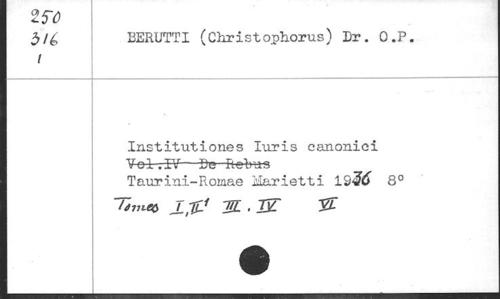 250
316
1
BERUTTI (Christophorus) Dr. O.P.
Institutiones Iuris canonici
Vol.IV De Rebus
Taurini-Romae Marietti 1936 8°
Tomes I, II¹ III. IV VI